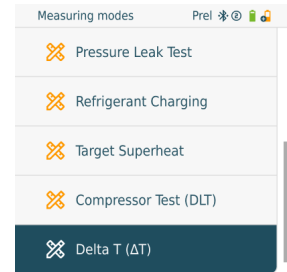 Measuring modes Prel
Pressure Leak Test
Refrigerant Charging
Target Superheat
Compressor Test (DLT)
Delta T (ΔT)